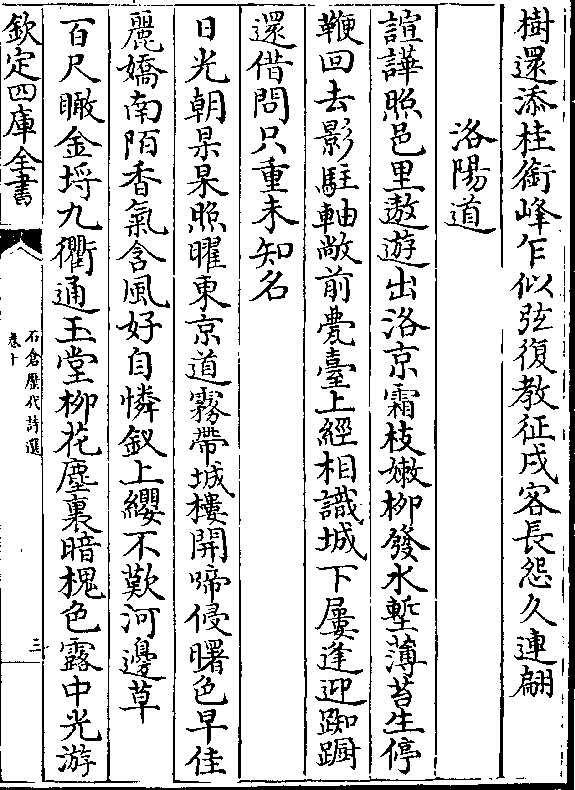 樹還添桂銜峰乍似弦復教征戍客長怨久連翩
洛陽道
諠譁照邑里遨遊出洛京霜枝嫩柳發水塹薄苔生停
鞭回去影駐軸敞前甍臺上經相識城下屢逢迎踟躕
還借問只重未知名
日光朝杲杲照曜東京道霧帶城樓開啼侵曙色早佳
麗嬌南陌香氣含風好自憐釵上纓不歎河邊草
百尺瞰金埒九衢通玉堂柳花塵裏暗槐色露中光游
欽定四庫全書
石倉歷代詩選
卷十
三